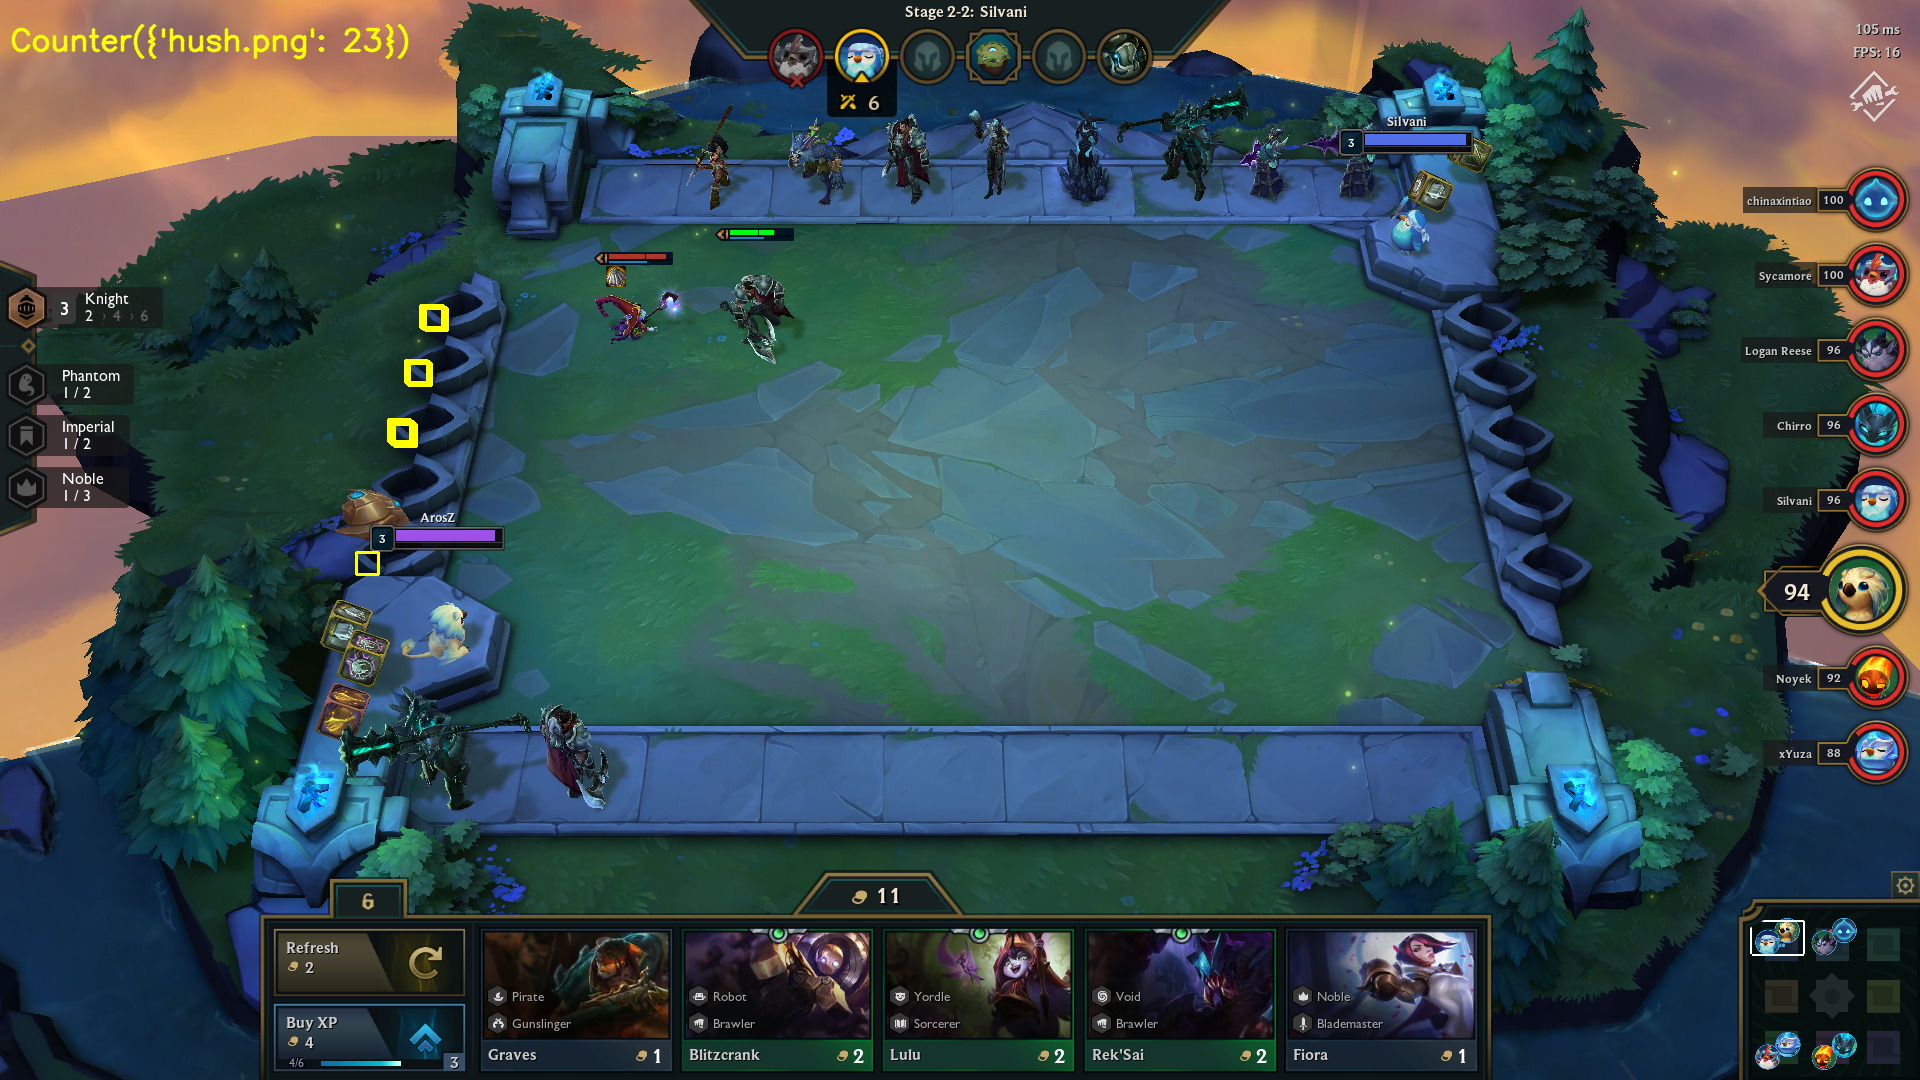 Counter({'hush.png': 23})
Stage 2-2: Silvani
6
105 ms
FPS: 16
Silvani
3
chinaxintiao 100
Sycamore 100
Logan Reese 96
Chirro 96
Silvani 96
94
Noyek 92
xYuza 88
3 Knight
2 › 4 › 6
Phantom
1 / 2
Imperial
1 / 2
Noble
1 / 3
ArosZ
3
6
11
Refresh
2
Buy XP
4
4/6
3
Pirate
Gunslinger
Graves 1
Robot
Brawler
Blitzcrank 2
Yordle
Sorcerer
Lulu 2
Void
Brawler
Rek'Sai 2
Noble
Blademaster
Fiora 1